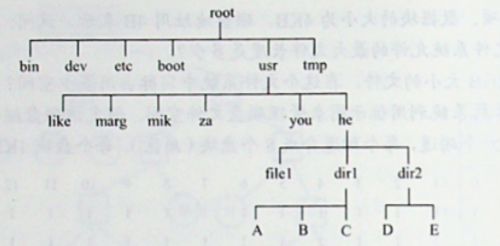 root
bin dev etc boot usr tmp
like marg mik za you he
file1 dir1 dir2
A B C D E